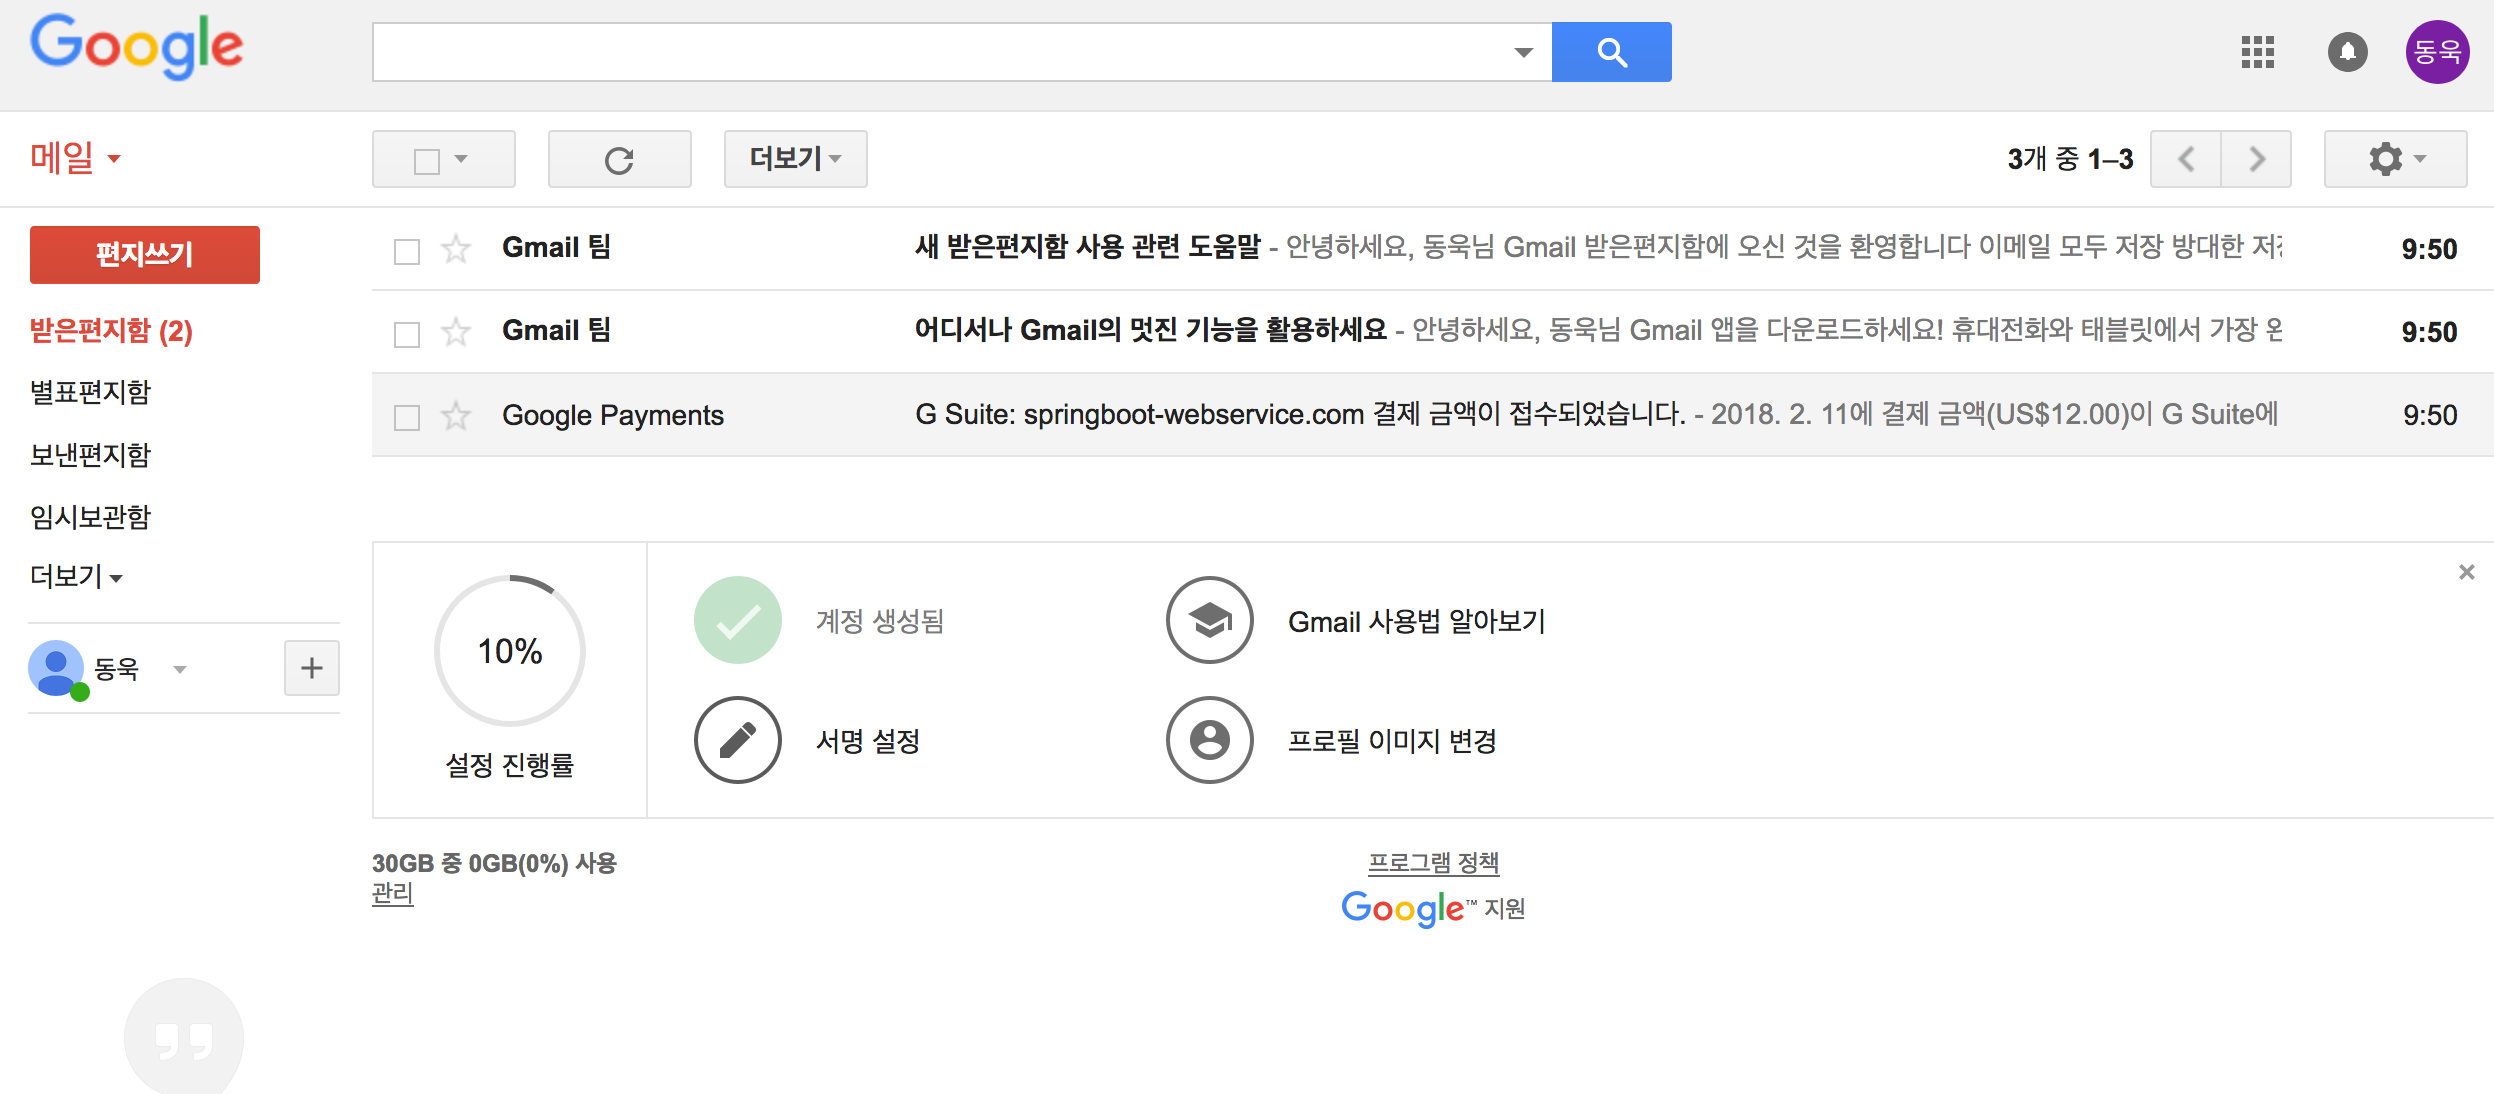 Google
동욱
메일
더보기
3개 중 1–3
편지쓰기
받은편지함 (2)
별표편지함
보낸편지함
임시보관함
더보기
동욱
Gmail 팀 새 받은편지함 사용 관련 도움말 - 안녕하세요, 동욱님 Gmail 받은편지함에 오신 것을 환영합니다 이메일 모두 저장 방대한 9:50
Gmail 팀 어디서나 Gmail의 멋진 기능을 활용하세요 - 안녕하세요, 동욱님 Gmail 앱을 다운로드하세요! 휴대전화와 태블릿에서 가장 9:50
Google Payments G Suite: springboot-webservice.com 결제 금액이 접수되었습니다. - 2018. 2. 11에 결제 금액(US$12.00)이 G Suite에 9:50
10%
설정 진행률
계정 생성됨
Gmail 사용법 알아보기
서명 설정
프로필 이미지 변경
30GB 중 0GB(0%) 사용
관리
프로그램 정책
Google™ 지원